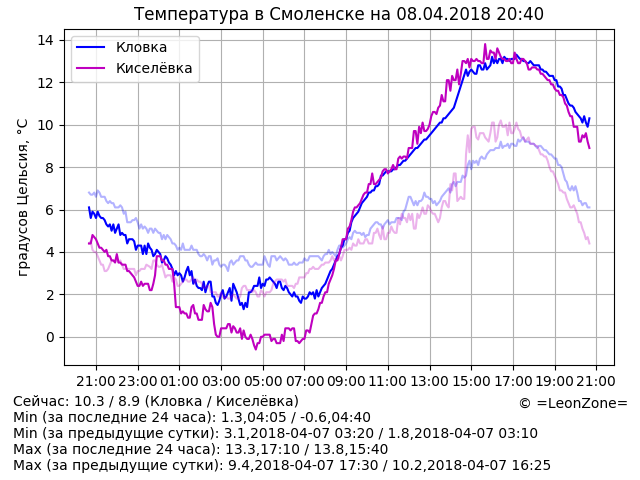 Температура в Смоленске на 08.04.2018 20:40
Кловка
Киселёвка
градусов Цельсия, °C
14
12
10
8
6
4
2
0
21:00 23:00 01:00 03:00 05:00 07:00 09:00 11:00 13:00 15:00 17:00 19:00 21:00
Сейчас: 10.3 / 8.9 (Кловка / Киселёвка)
© =LeonZone=
Min (за последние 24 часа): 1.3,04:05 / -0.6,04:40
Min (за предыдущие сутки): 3.1,2018-04-07 03:20 / 1.8,2018-04-07 03:10
Max (за последние 24 часа): 13.3,17:10 / 13.8,15:40
Max (за предыдущие сутки): 9.4,2018-04-07 17:30 / 10.2,2018-04-07 16:25